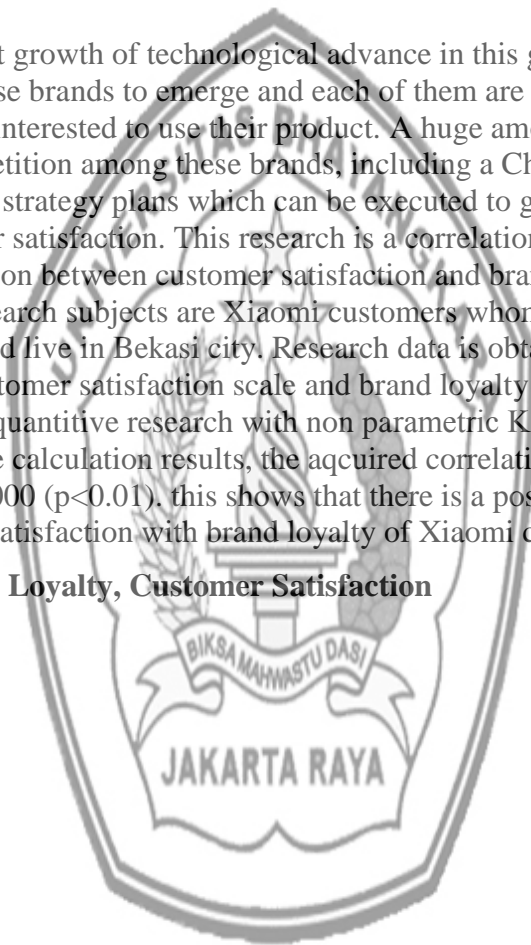 t growth of technological advance in this g
se brands to emerge and each of them are
interested to use their product. A huge amo
etition among these brands, including a Ch
strategy plans which can be executed to g
r satisfaction. This research is a correlation
on between customer satisfaction and bran
earch subjects are Xiaomi customers whom
d live in Bekasi city. Research data is obta
tomer satisfaction scale and brand loyalty
quantitive research with non parametric K
e calculation results, the aqcuired correlati
000 (p<0.01). this shows that there is a pos
atisfaction with brand loyalty of Xiaomi c
Loyalty, Customer Satisfaction
UNIVERSITAS BHAYANGKAR
BIKSA MAHWASTU DASI
JAKARTA RAYA